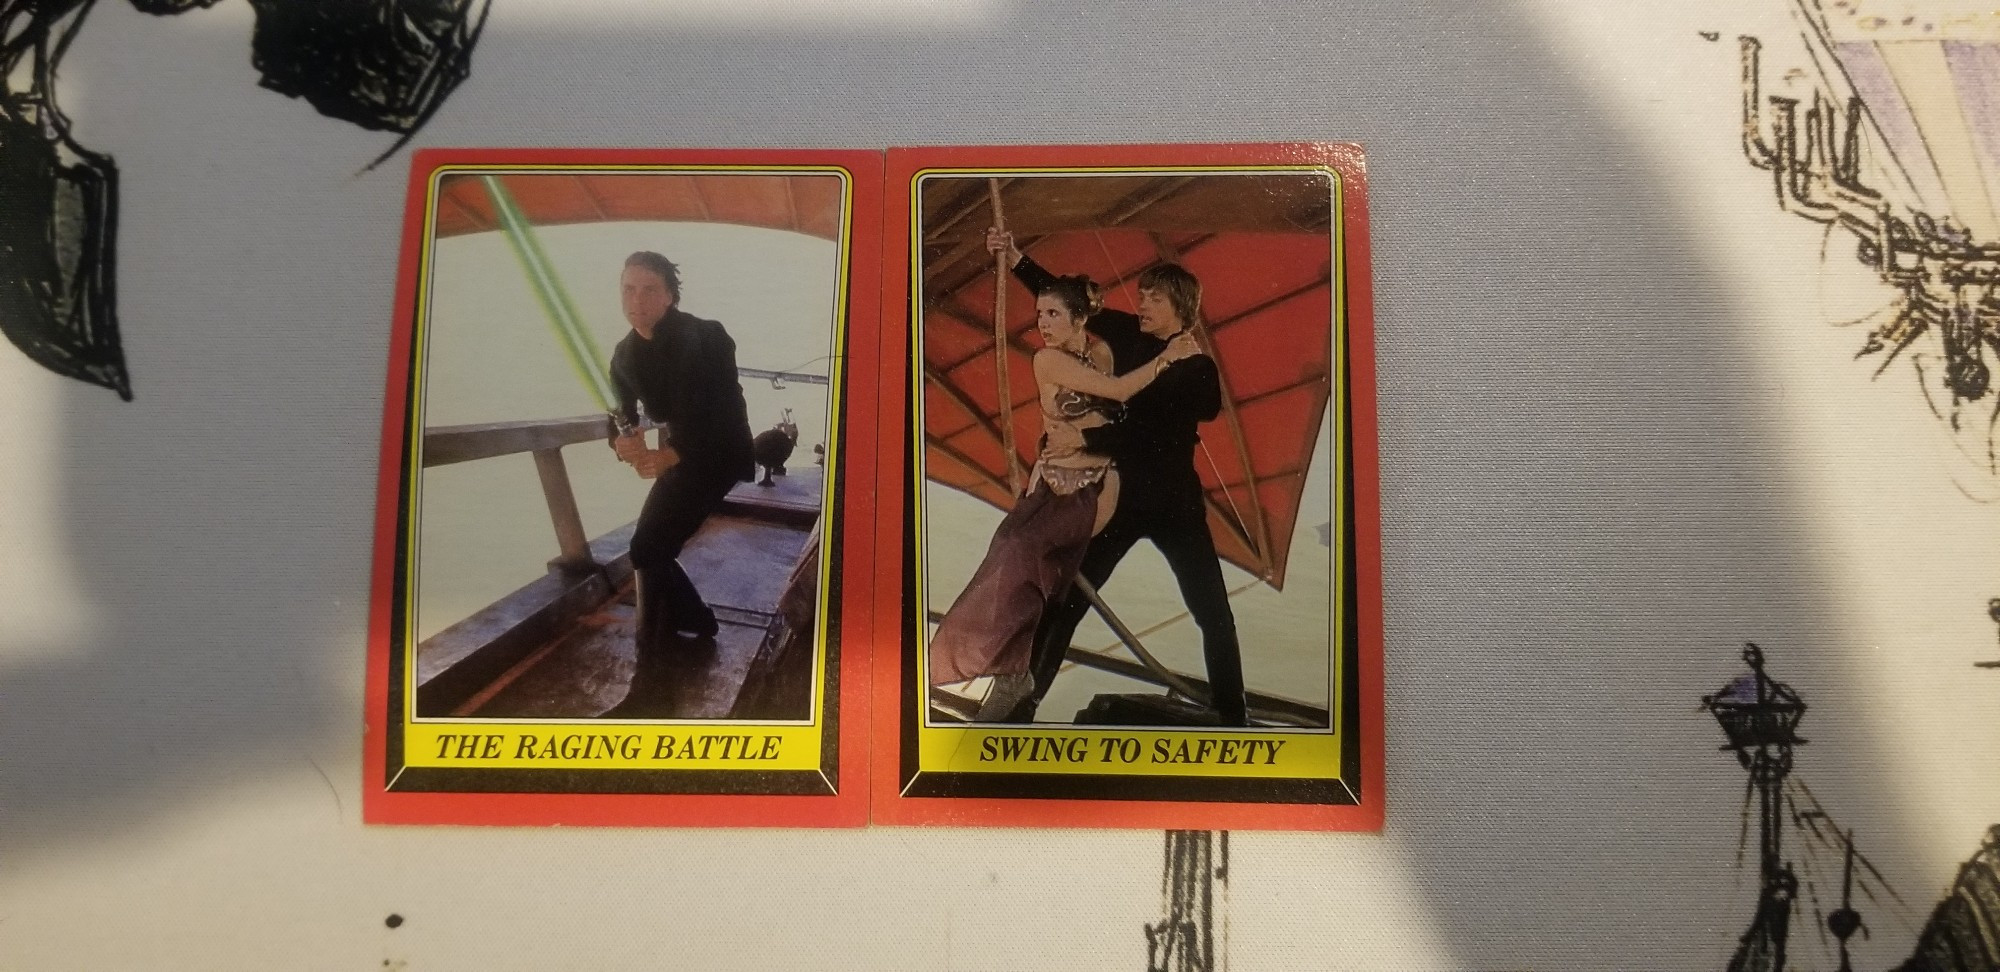 THE RAGING BATTLE
SWING TO SAFETY